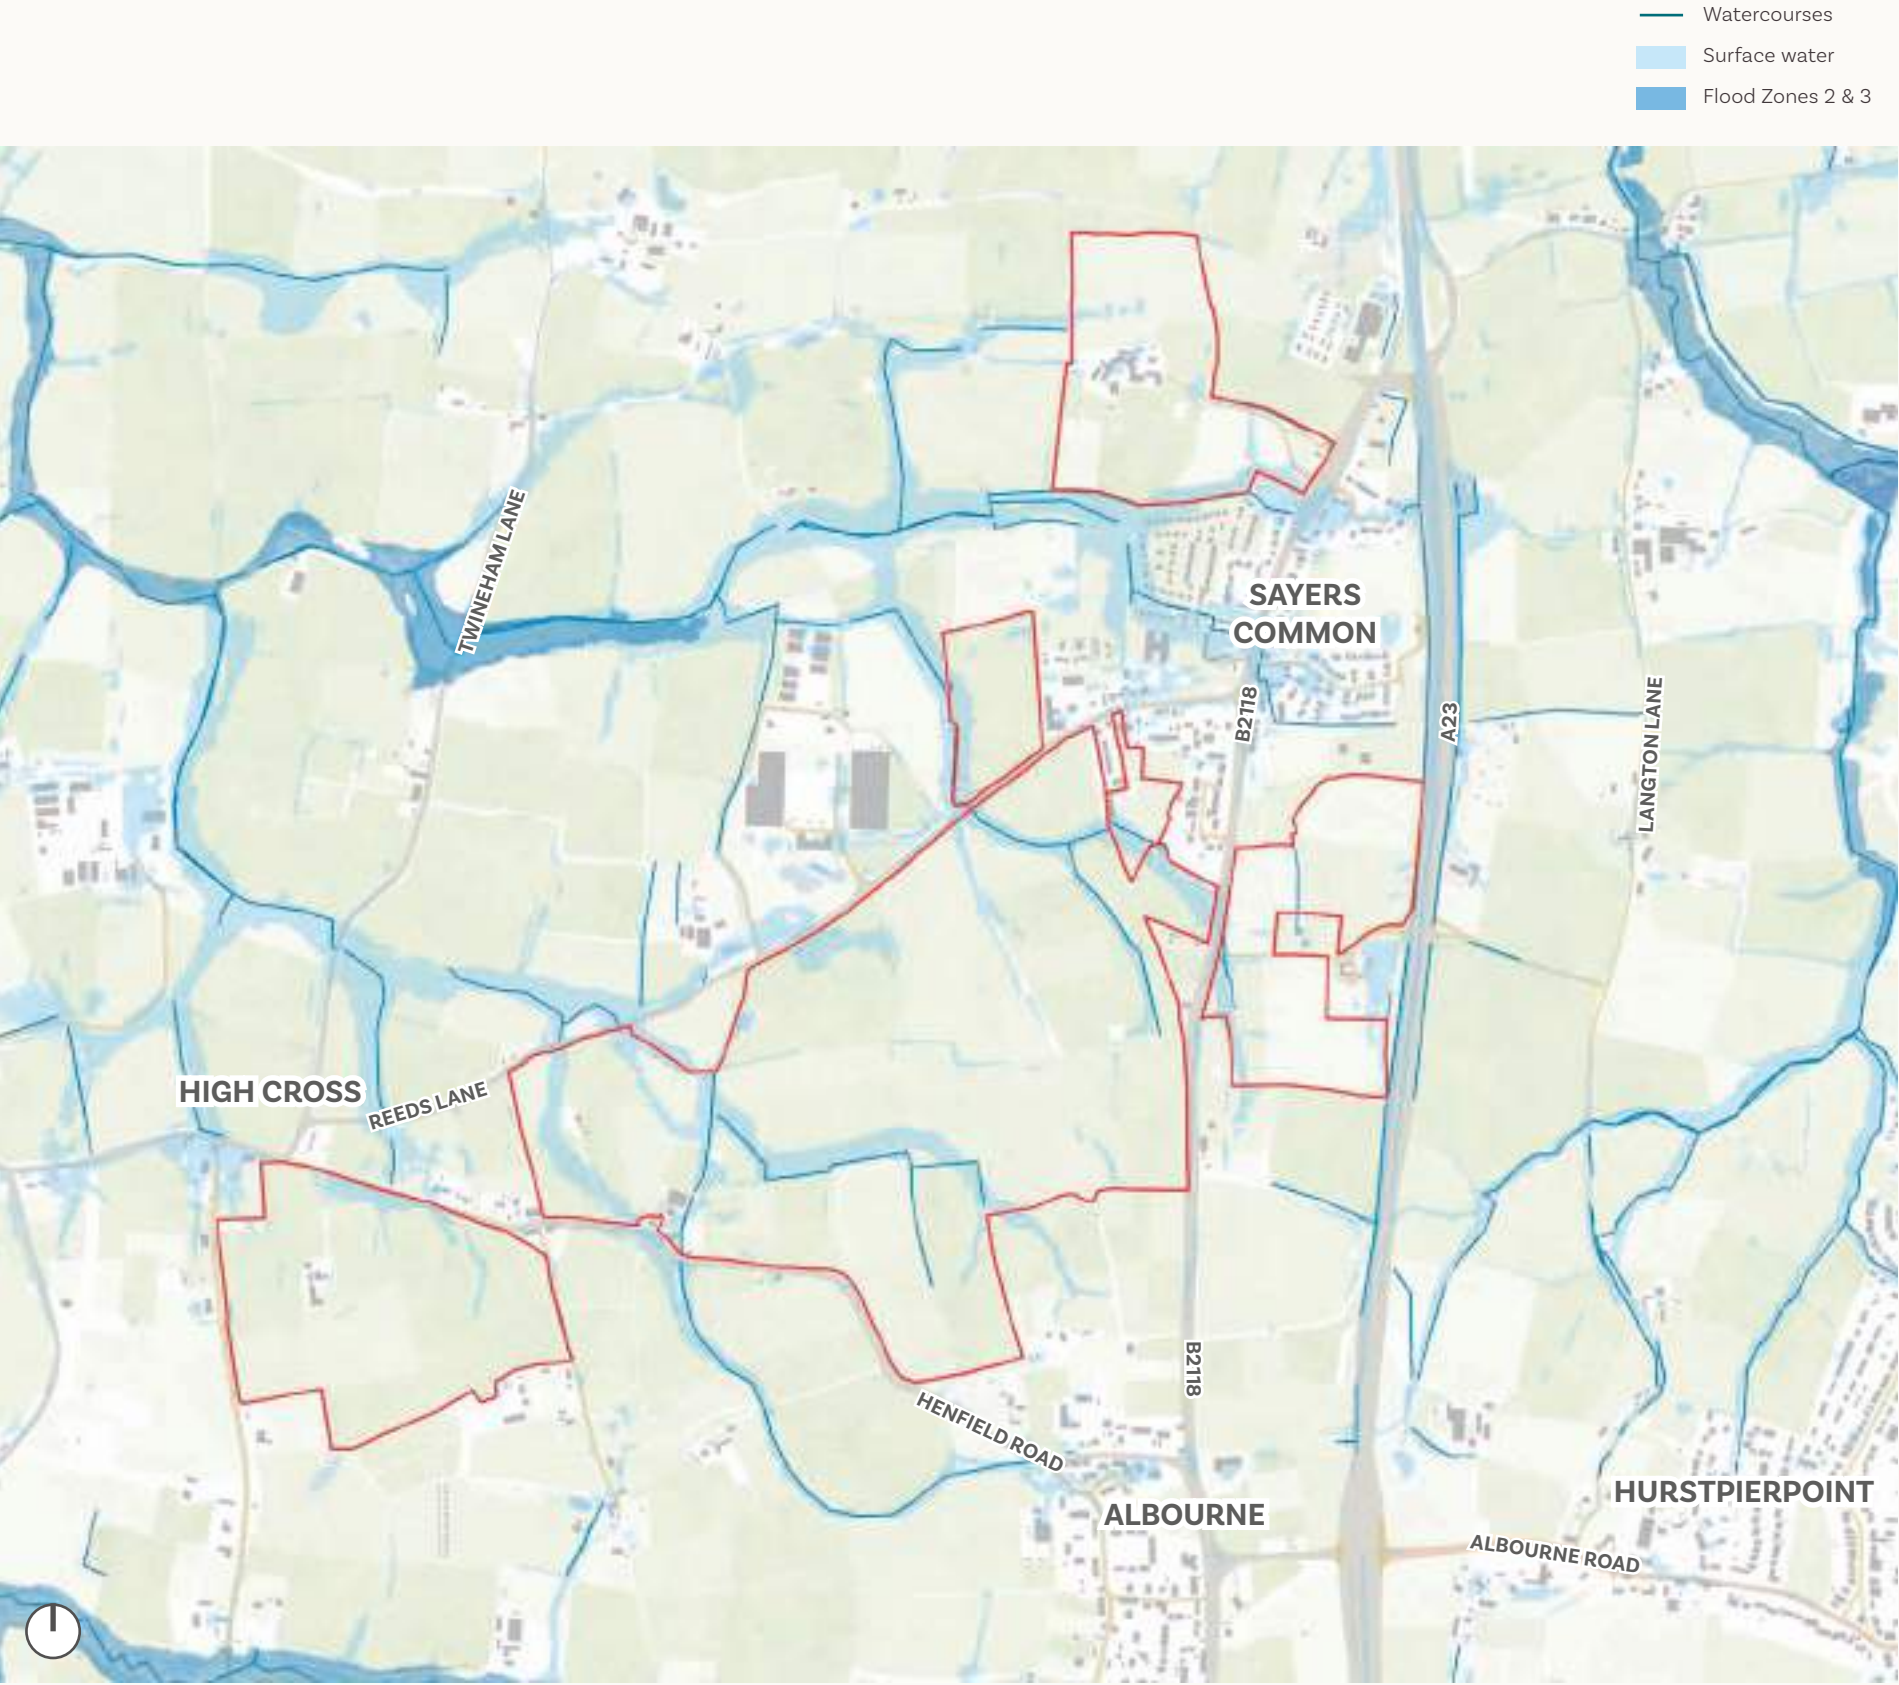 Watercourses
Surface water
Flood Zones 2 & 3
TWINEHAM LANE
SAYERS
COMMON
B2118
A23
LANGTON LANE
HIGH CROSS
REEDS LANE
B2118
HENFIELD ROAD
ALBOURNE
HURSTPIERPOINT
ALBOURNE ROAD